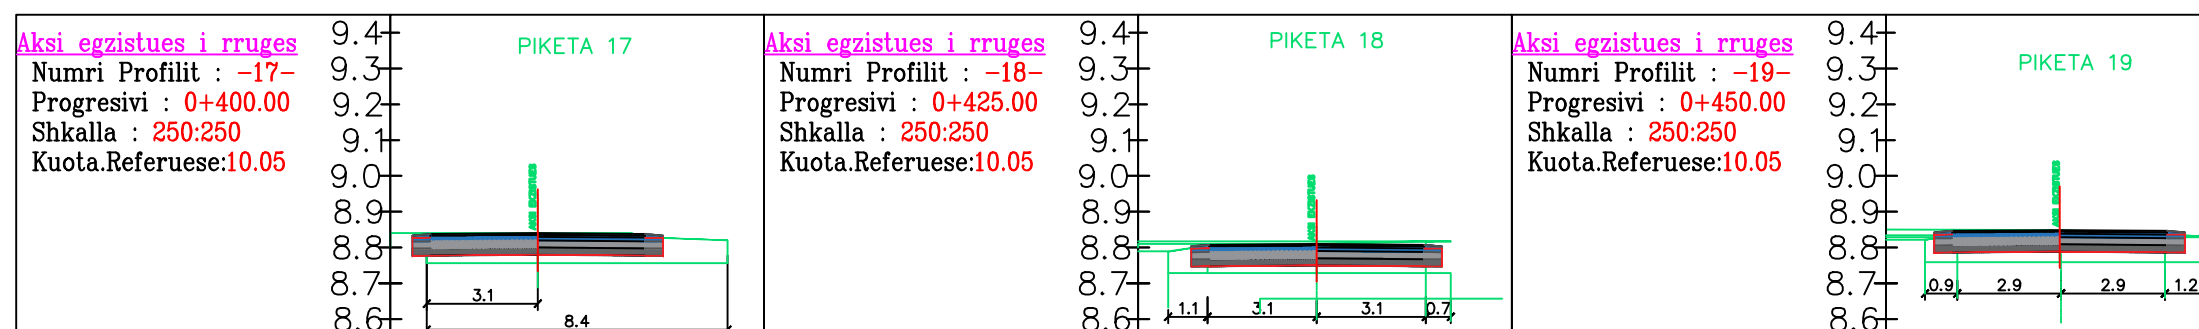 Aksi egzistues i rruges
Numri Profilit : -17-
Progresivi : 0+400.00
Shkalla : 250:250
Kuota.Referuese:10.05
9.4
9.3
9.2
9.1
9.0
8.9
8.8
8.7
8.6
PIKETA 17
AKSI EGZISTUES
3.1
8.4
Aksi egzistues i rruges
Numri Profilit : -18-
Progresivi : 0+425.00
Shkalla : 250:250
Kuota.Referuese:10.05
9.4
9.3
9.2
9.1
9.0
8.9
8.8
8.7
8.6
PIKETA 18
AKSI EGZISTUES
1.1 3.1 3.1 0.7
Aksi egzistues i rruges
Numri Profilit : -19-
Progresivi : 0+450.00
Shkalla : 250:250
Kuota.Referuese:10.05
9.4
9.3
9.2
9.1
9.0
8.9
8.8
8.7
8.6
PIKETA 19
AKSI EGZISTUES
0.9 2.9 2.9 1.2